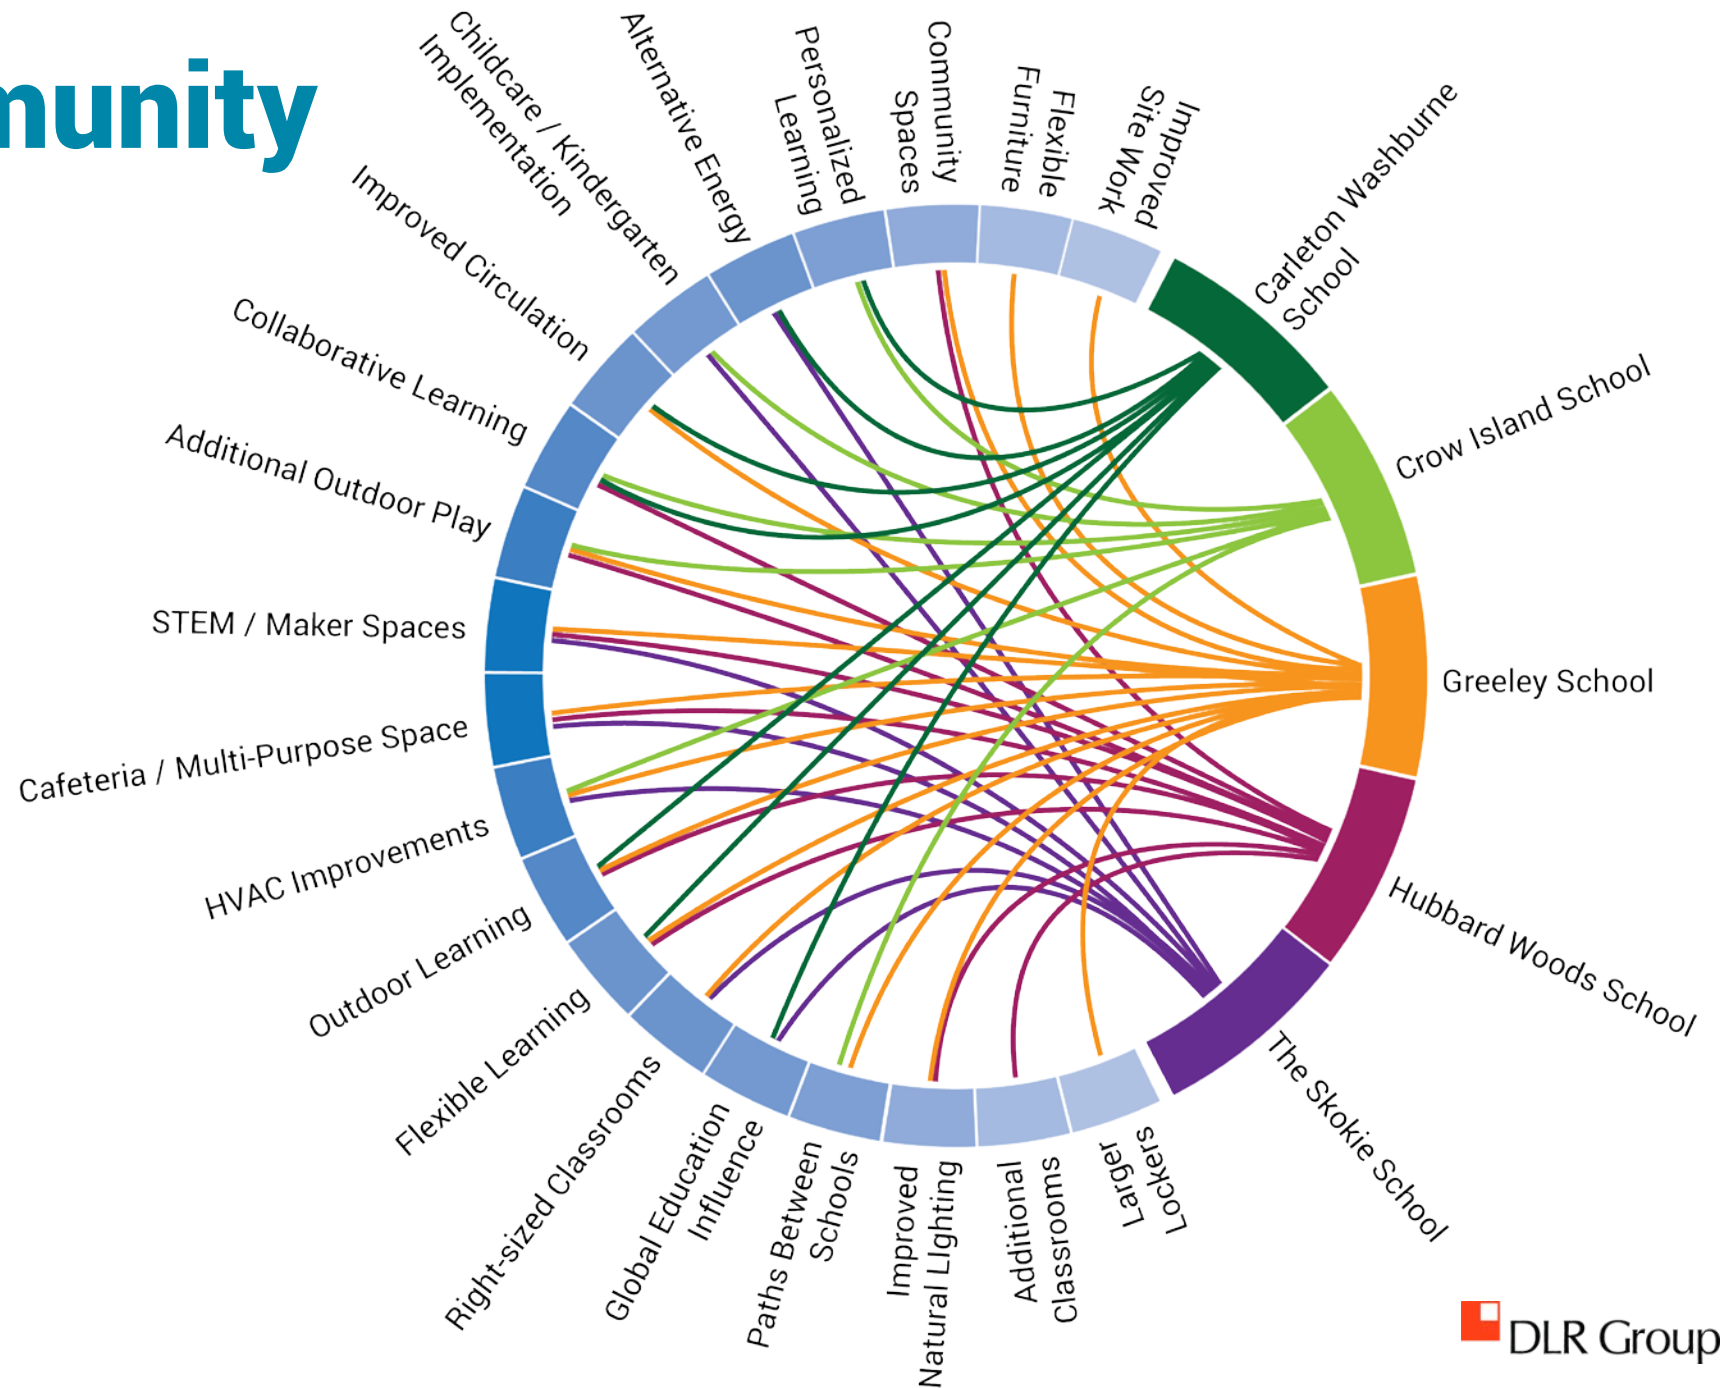 munity
Childcare / Kindergarten
Implementation
Alternative Energy
Personalized
Learning
Community
Spaces
Flexible
Furniture
Improved
Site Work
Carleton Washburne
School
Crow Island School
Greeley School
Hubbard Woods School
The Skokie School
Improved Circulation
Collaborative Learning
Additional Outdoor Play
STEM / Maker Spaces
Cafeteria / Multi-Purpose Space
HVAC Improvements
Outdoor Learning
Flexible Learning
Right-sized Classrooms
Global Education
Influence
Paths Between
Schools
Improved
Natural LIghting
Additional
Classrooms
Larger
Lockers
DLR Group